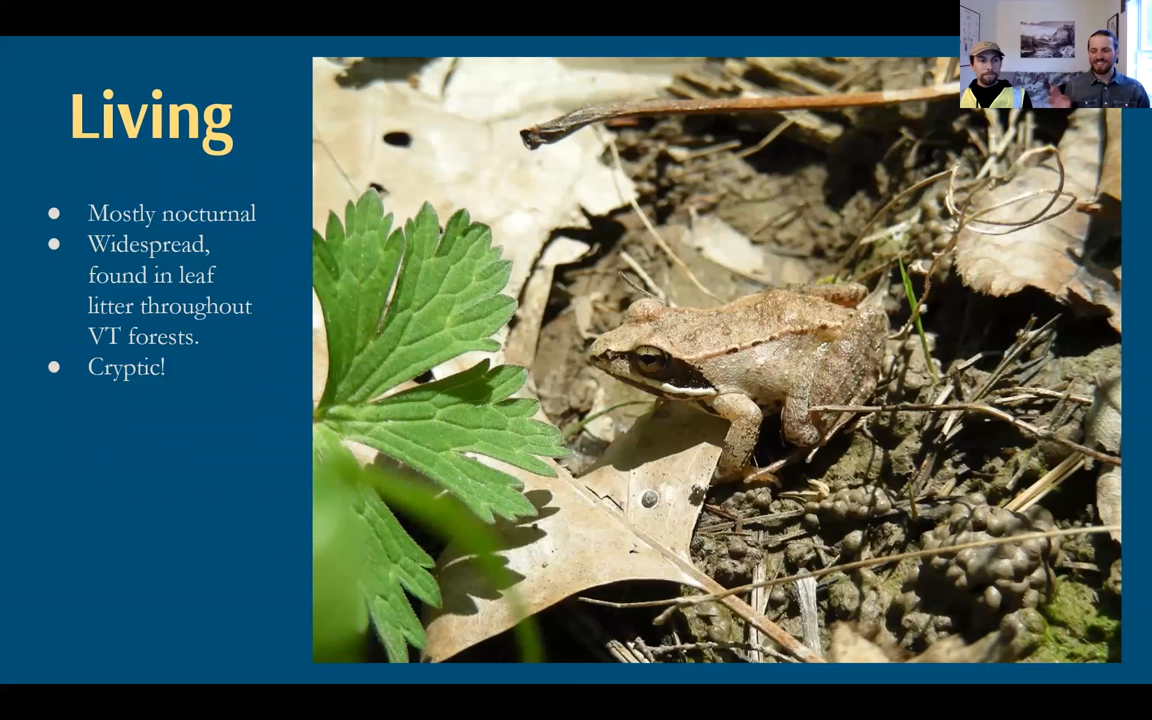 Living
● Mostly nocturnal
● Widespread,
found in leaf
litter throughout
VT forests.
● Cryptic!